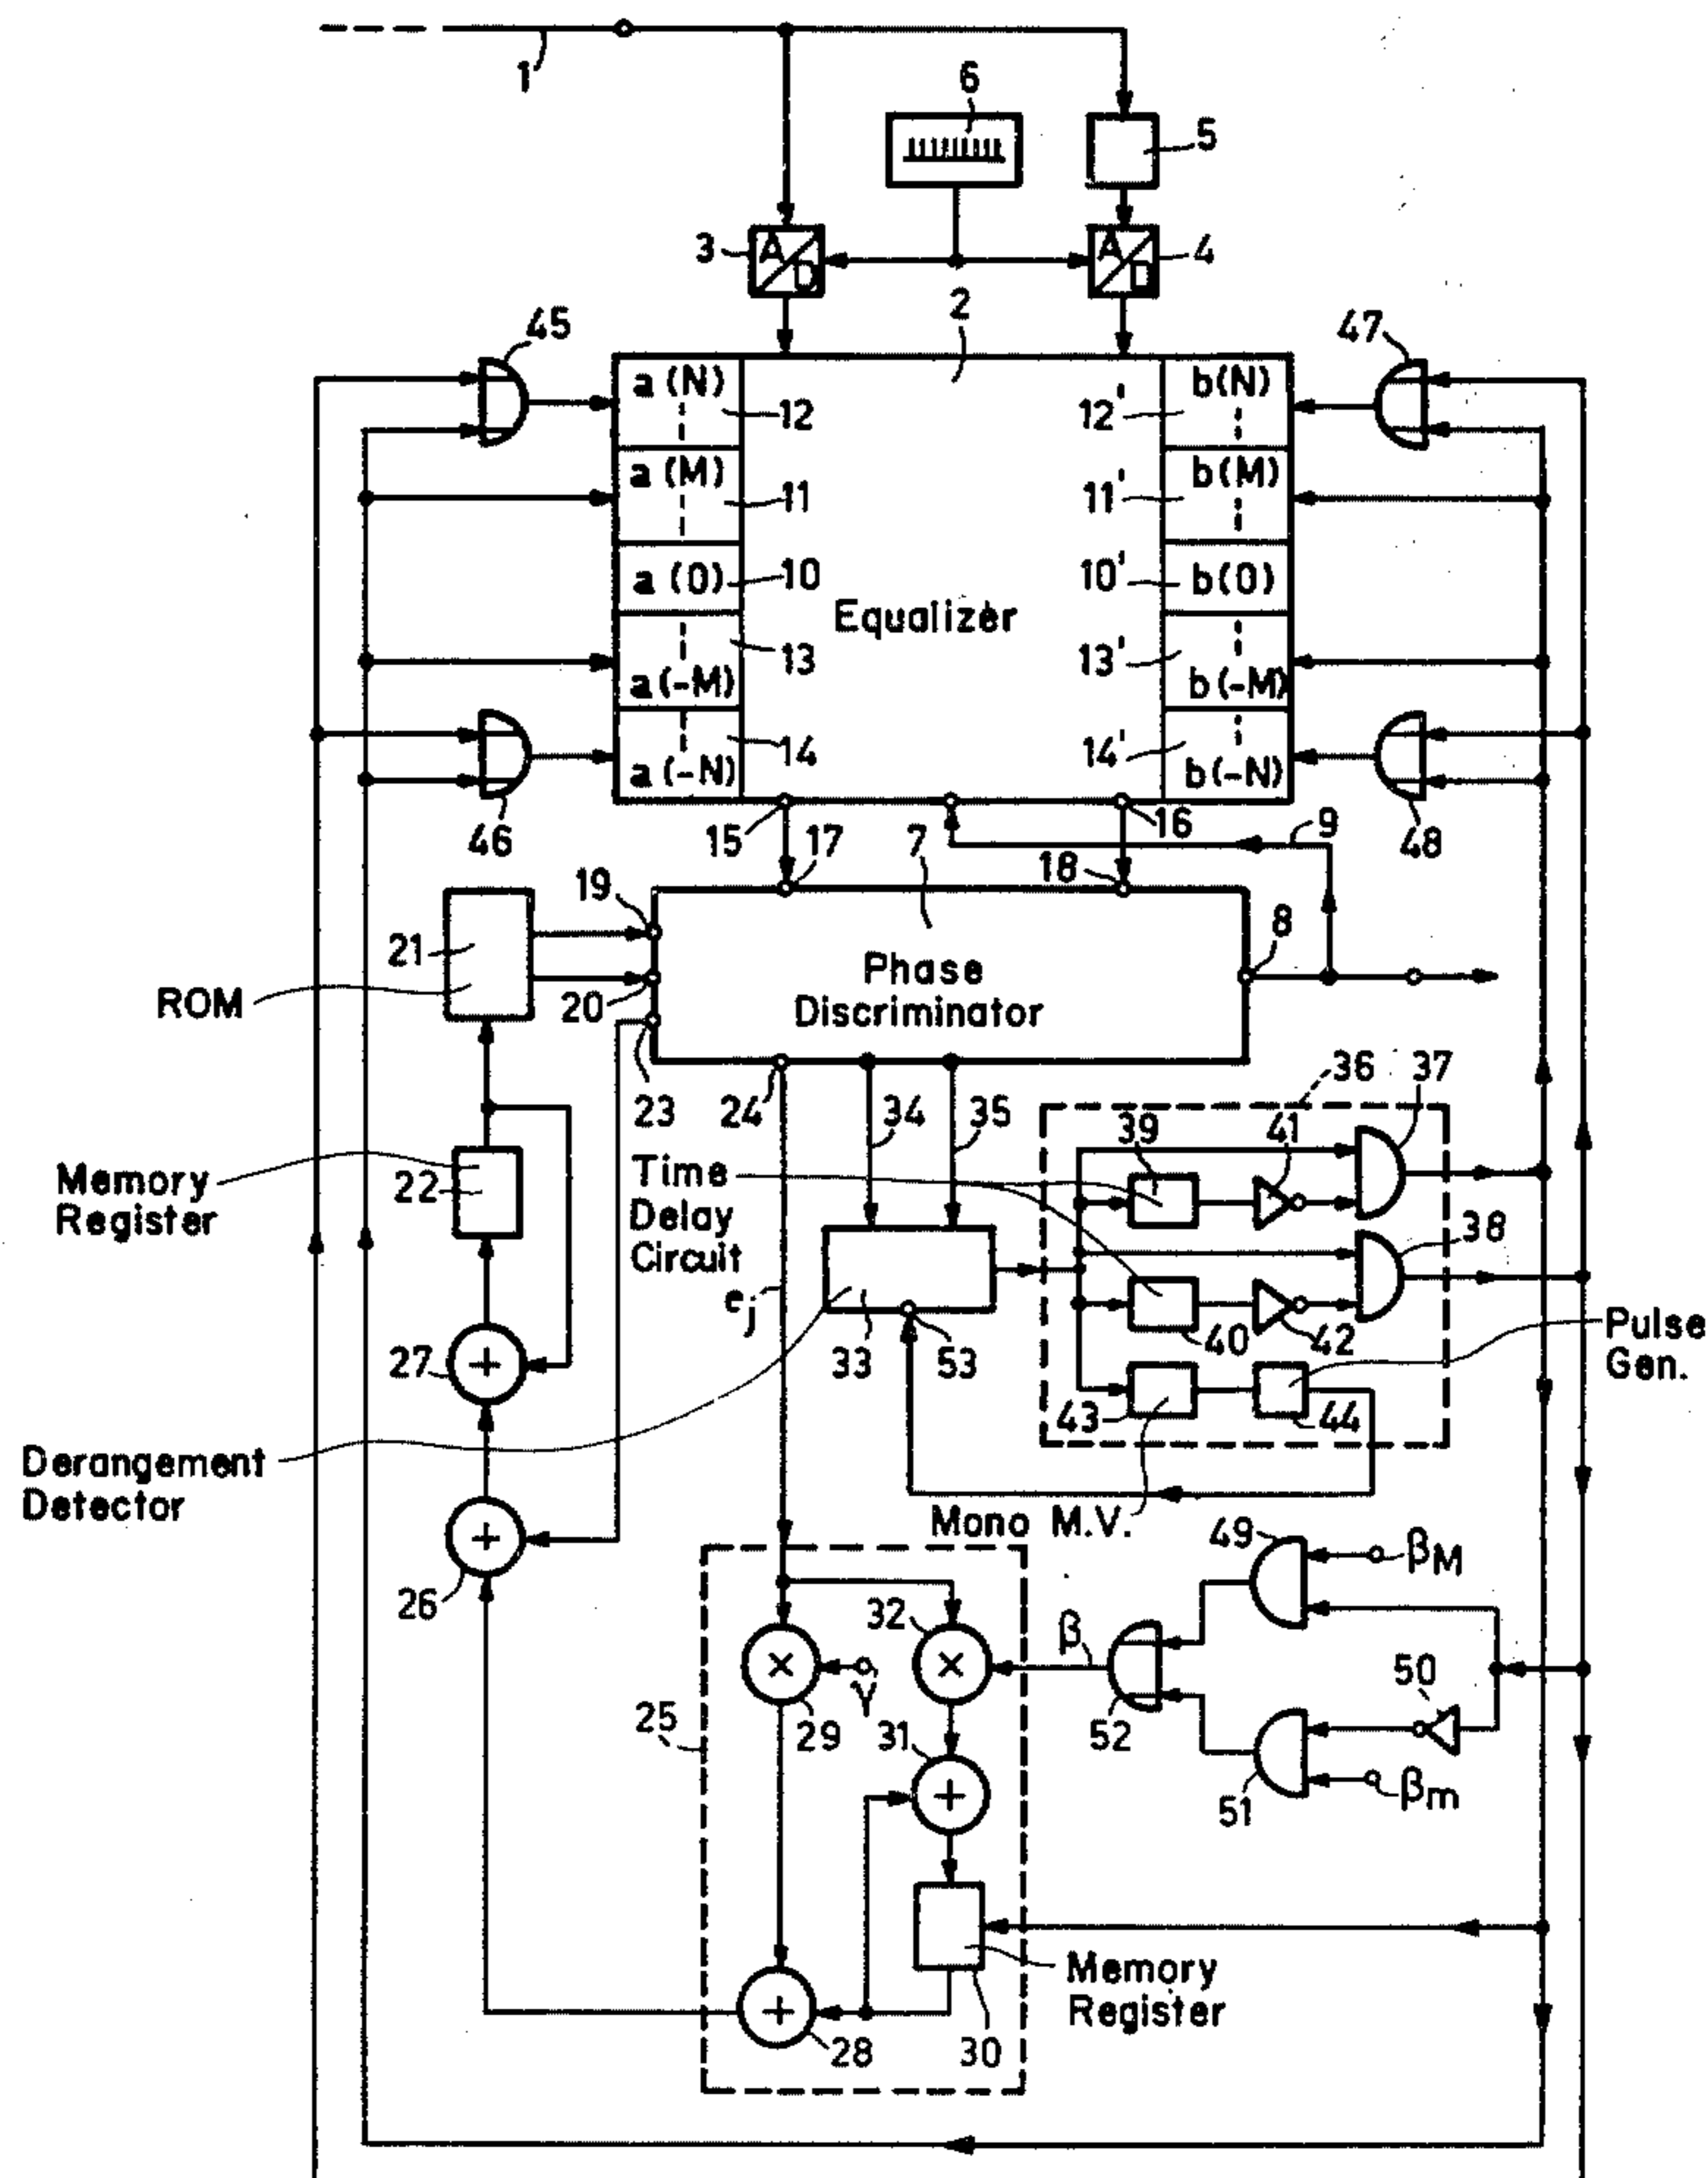 1
6
5
3
A
D
A
D
4
2
45
47
a (N)
12
12'
b(N)
a (M)
11
11'
b(M)
a (0)
10
10'
b(0)
Equalizer
13
13'
a (-M)
b (-M)
14
14'
a (-N)
b(-N)
46
15
17
7
16
9
48
18
19
8
21
ROM
20
Phase
Discriminator
23
24
34
35
36
37
39
41
Memory
Register
22
Time
Delay
Circuit
38
ej
33
53
40
42
Pulse
Gen.
27
43
44
Derangement
Detector
Mono M.V.
49
βM
26
32
β
50
γ
25
29
31
52
51
βm
Memory
Register
28
30
+
+
×
×
+
+